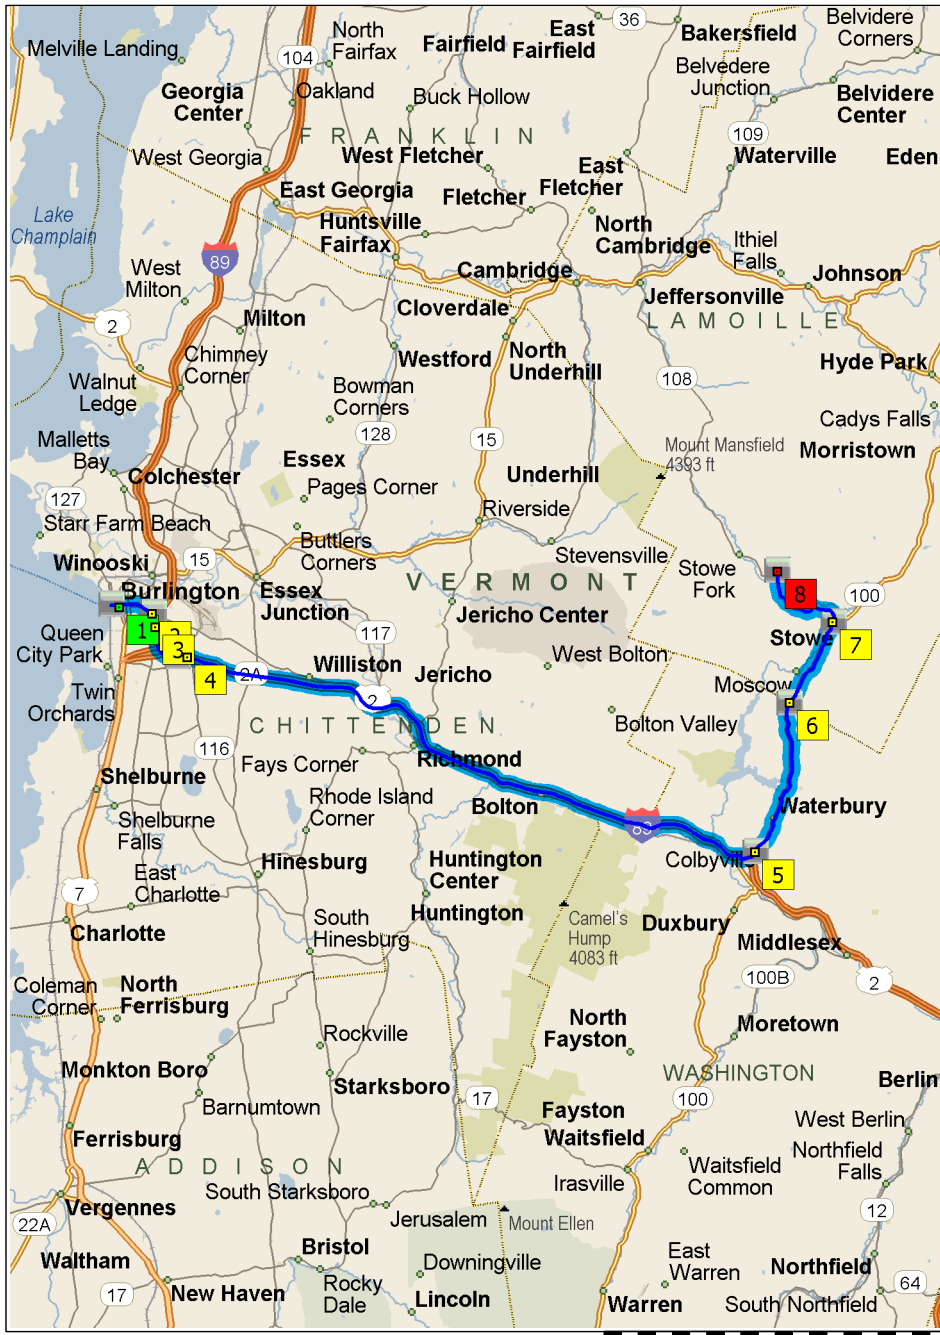 Melville Landing
North
Fairfax
Fairfield
East
Fairfield
36
Bakersfield
Belvidere
Corners
104
Oakland
Georgia
Center
Buck Hollow
Belvedere
Junction
Belvidere
Center
FRANKLIN
109
West Georgia
West Fletcher
East
Fletcher
Waterville
Eden
East Georgia
Fletcher
Huntsville
Fairfax
North
Cambridge
Ithiel
Falls
Lake
Champlain
89
West
Milton
Cambridge
Johnson
Jeffersonville
Cloverdale
LAMOILLE
2
Milton
Chimney
Corner
Westford
North
Underhill
Hyde Park
Walnut
Ledge
Bowman
Corners
108
Cadys Falls
128
15
Malletts
Bay
Mount Mansfield
4393 ft
Morristown
Colchester
Essex
Underhill
Pages Corner
127
Riverside
Starr Farm Beach
Buttlers
Corners
Stevensville
Winooski
15
VERMONT
Stowe
Fork
8
100
Burlington
Essex
Junction
Jericho Center
1
2
3
117
Queen
City Park
Stowe
7
West Bolton
Williston
Jericho
4
2A
Moscow
Twin
Orchards
2
6
Bolton Valley
CHITTENDEN
116
Fays Corner
Richmond
Shelburne
Rhode Island
Corner
Bolton
Waterbury
Shelburne
Falls
89
Colbyville
5
Hinesburg
Huntington
Center
East
Charlotte
7
Huntington
Camel's
Hump
4083 ft
Duxbury
Charlotte
South
Hinesburg
Middlesex
100B
2
Coleman
Corner
North
Ferrisburg
Rockville
North
Fayston
Moretown
Monkton Boro
Starksboro
WASHINGTON
Berlin
Barnumtown
17
100
Fayston
Waitsfield
West Berlin
Ferrisburg
Northfield
Falls
ADDISON
Irasville
Waitsfield
Common
South Starksboro
Vergennes
Jerusalem
Mount Ellen
12
22A
Waltham
Bristol
Downingville
East
Warren
Northfield
17
New Haven
Rocky
Dale
Lincoln
Warren
64
South Northfield